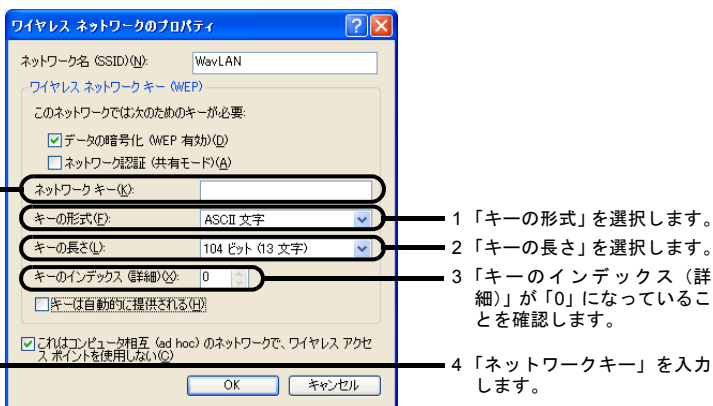 ワイヤレス ネットワークのプロパティ
ネットワーク名 (SSID)(N):
WavLAN
ワイヤレス ネットワーク キー (WEP)
このネットワークでは次のためのキーが必要:
データの暗号化 (WEP 有効)(D)
ネットワーク認証 (共有モード)(A)
ネットワーク キー(K):
キーの形式(F):
ASCII 文字
キーの長さ(L):
104 ビット (13 文字)
キーのインデックス (詳細)(X):
0
キーは自動的に提供される(H)
これはコンピュータ相互 (ad hoc) のネットワークで、ワイヤレス アクセ
ス ポイントを使用しない(C)
OK
キャンセル
1 「キーの形式」を選択します。
2 「キーの長さ」を選択します。
3 「キーのインデックス（詳
細）」が「0」になっているこ
とを確認します。
4 「ネットワークキー」を入力
します。